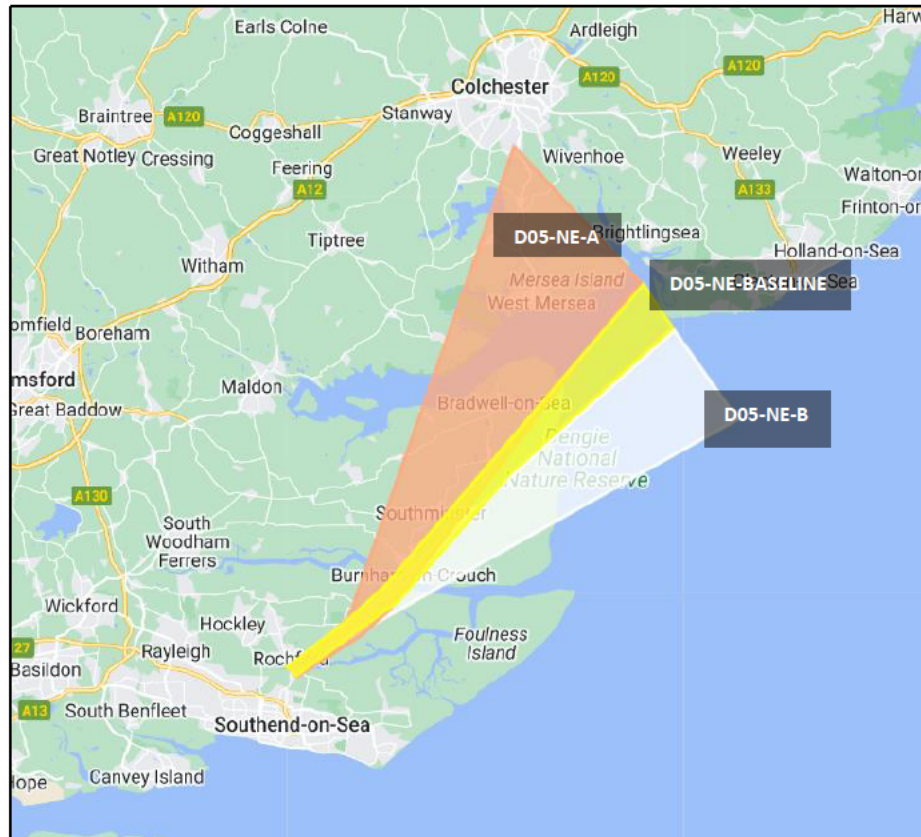 Earls Colne
Ardleigh
Harw
A120
A120
Colchester
Braintree
A120
Stanway
Coggeshall
Great Notley
Cressing
Wivenhoe
Weeley
Feering
A12
A133
Walton-on
Frinton-on
D05-NE-A
Brightlingsea
Tiptree
Holland-on-Sea
Witham
Mersea Island
D05-NE-BASELINE
West Mersea
omfield
Boreham
msford
Maldon
Great Baddow
Bradwell-on-Sea
D05-NE-B
Dengie
National
Nature Reserve
A130
Southminster
South
Woodham
Ferrers
Burnham-on-Crouch
Wickford
Hockley
Foulness
Island
27
Rayleigh
Rochford
Basildon
A13
South Benfleet
Southend-on-Sea
Canvey Island
Hope